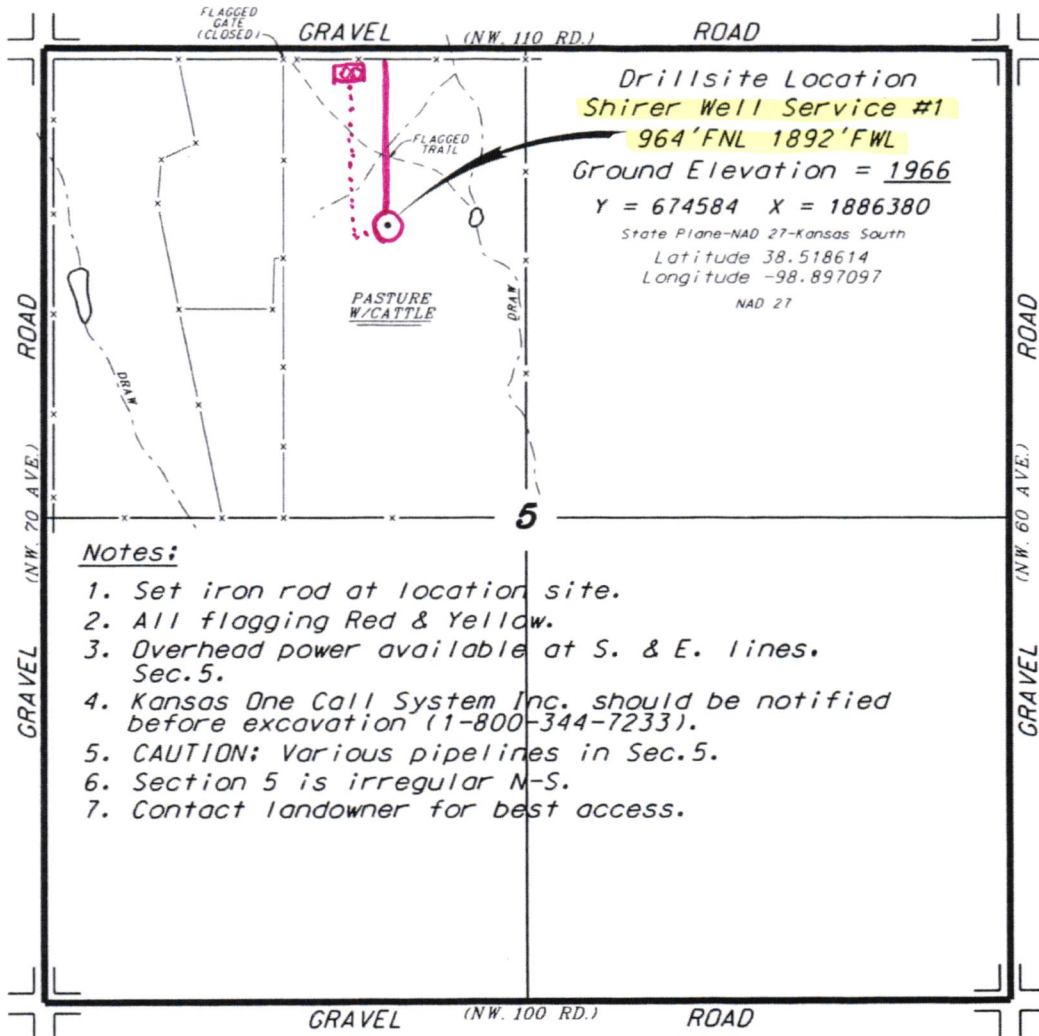 FLAGGED
GATE
(CLOSED)
GRAVEL (NW. 110 RD.) ROAD
Drillsite Location
Shirer Well Service #1
964'FNL 1892'FWL
Ground Elevation = 1966
Y = 674584 X = 1886380
State Plane-NAD 27-Kansas South
Latitude 38.518614
Longitude -98.897097
NAD 27
FLAGGED
TRAIL
PASTURE
W/CATTLE
DRAW
DRAW
GRAVEL (NW. 70 AVE.) ROAD
GRAVEL (NW. 60 AVE.) ROAD
5
Notes:
1. Set iron rod at location site.
2. All flagging Red & Yellow.
3. Overhead power available at S. & E. lines.
Sec.5.
4. Kansas One Call System Inc. should be notified
before excavation (1-800-344-7233).
5. CAUTION: Various pipelines in Sec.5.
6. Section 5 is irregular N-S.
7. Contact landowner for best access.
GRAVEL (NW. 100 RD.) ROAD